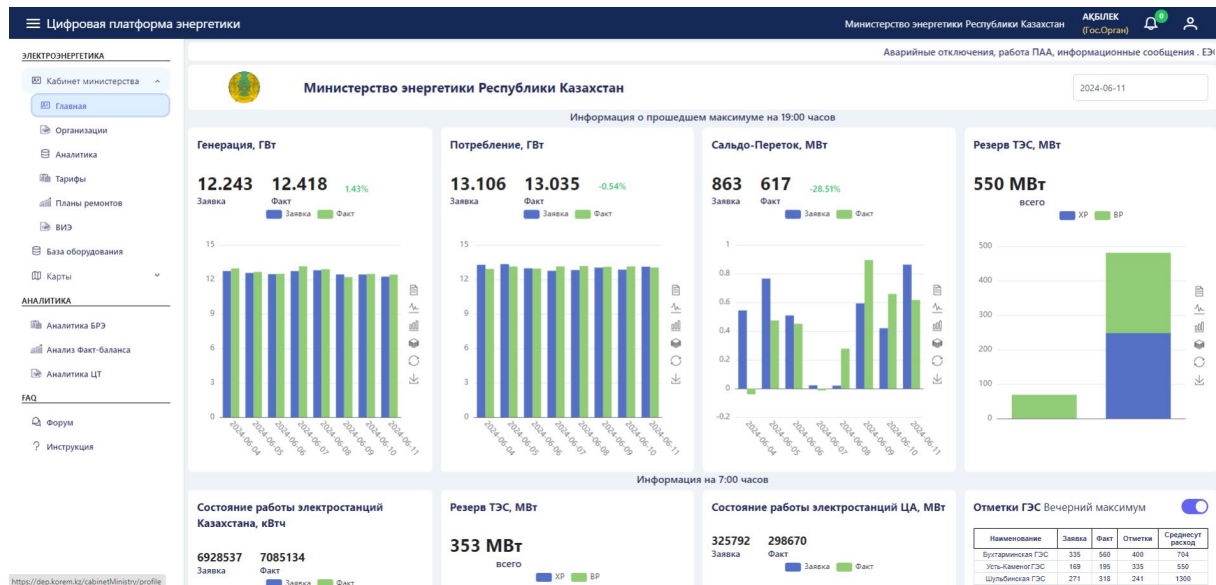 Цифровая платформа энергетики
Министерство энергетики Республики Казахстан
АҚБІЛЕК
(Гос.Орган)
0
ЭЛЕКТРОЭНЕРГЕТИКА
Кабинет министерства
Главная
Организации
Аналитика
Тарифы
Планы ремонтов
ВИЭ
База оборудования
Карты
АНАЛИТИКА
Аналитика БРЭ
Анализ Факт-баланса
Аналитика ЦТ
FAQ
Форум
Инструкция
Аварийные отключения, работа ПАА, информационные сообщения . ЕЭС
Министерство энергетики Республики Казахстан
2024-06-11
Информация о прошедшем максимуме на 19:00 часов
Генерация, ГВт
12.243 12.418 1.43%
Заявка Факт
Заявка Факт
15
12
9
6
3
0
2024-06-04 2024-06-05 2024-06-06 2024-06-07 2024-06-08 2024-06-09 2024-06-10 2024-06-11
Потребление, ГВт
13.106 13.035 -0.54%
Заявка Факт
Заявка Факт
15
12
9
6
3
0
2024-06-04 2024-06-05 2024-06-06 2024-06-07 2024-06-08 2024-06-09 2024-06-10 2024-06-11
Сальдо-Переток, МВт
863 617 -28.51%
Заявка Факт
Заявка Факт
1
0.8
0.6
0.4
0.2
0
-0.2
2024-06-04 2024-06-05 2024-06-06 2024-06-07 2024-06-08 2024-06-09 2024-06-10 2024-06-11
Резерв ТЭС, МВт
550 МВт
всего
ХР ВР
500
400
300
200
100
0
Информация на 7:00 часов
Состояние работы электростанций
Казахстана, кВтч
6928537 7085134
Заявка Факт
Заявка Факт
Резерв ТЭС, МВт
353 МВт
всего
ХР ВР
Состояние работы электростанций ЦА, МВт
325792 298670
Заявка Факт
Заявка Факт
Отметки ГЭС Вечерний максимум
Наименование Заявка Факт Отметки Среднесут расход
Бухтарминская ГЭС 335 560 400 704
Усть-Каменог ГЭС 169 195 335 550
Шульбинская ГЭС 271 318 241 1300
https://dep.korem.kz/cabinetMinistry/profile